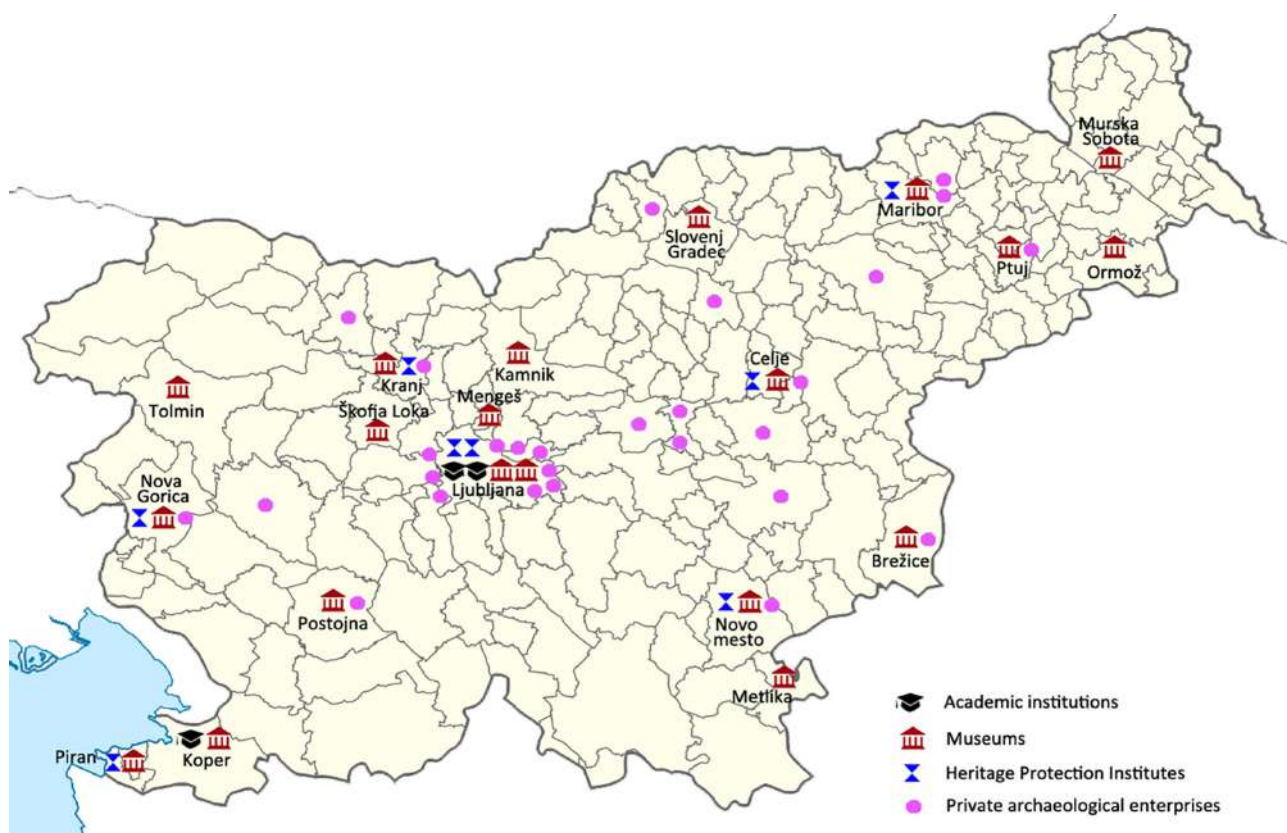 Murska
Sobota
Maribor
Slovenj
Gradec
Ptuj
Ormož
Celje
Kranj
Kamnik
Mengeš
Tolmin
Škofja Loka
Ljubljana
Nova
Gorica
Brežice
Postojna
Novo
mesto
Metlika
Piran
Koper
Academic institutions
Museums
Heritage Protection Institutes
Private archaeological enterprises